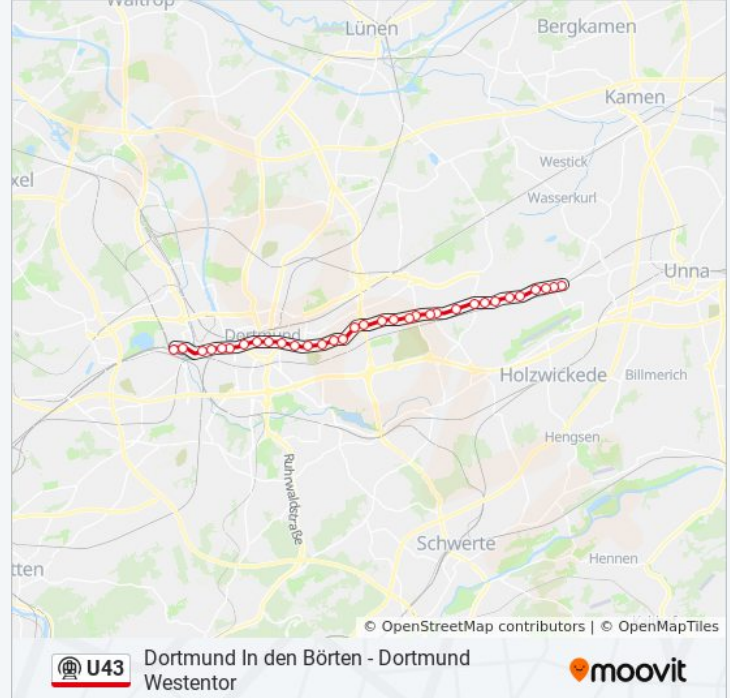 Waltrop
Lünen
Bergkamen
Kamen
Westick
xel
Wasserkurl
Unna
Dortmund
Holzwickede
Billmerich
Hengsen
Ruhrwaldstraße
Schwerte
Hennen
tten
© OpenStreetMap contributors | © OpenMapTiles
U43
Dortmund In den Börten - Dortmund
Westentor
moovit